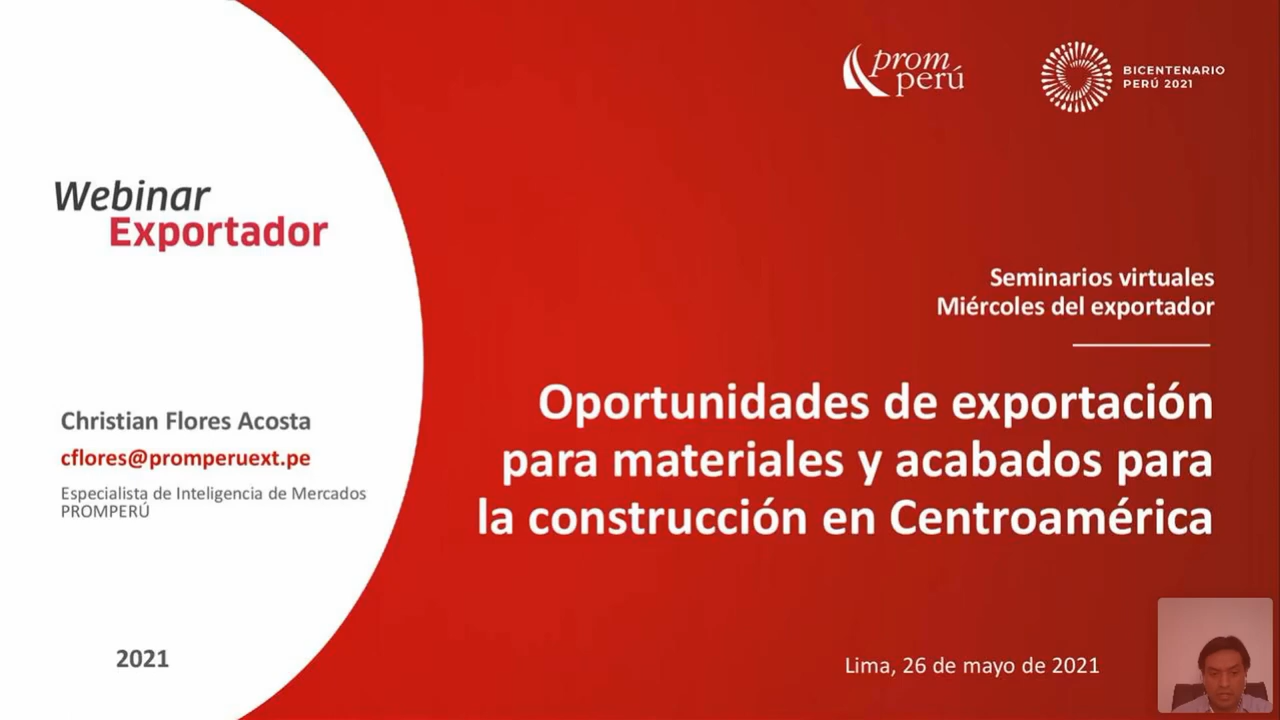 prom
perú
BICENTENARIO
PERÚ 2021
Webinar
Exportador
Seminarios virtuales
Miércoles del exportador
Oportunidades de exportación
para materiales y acabados para
la construcción en Centroamérica
Christian Flores Acosta
cflores@promperuext.pe
Especialista de Inteligencia de Mercados
PROMPERÚ
2021
Lima, 26 de mayo de 2021